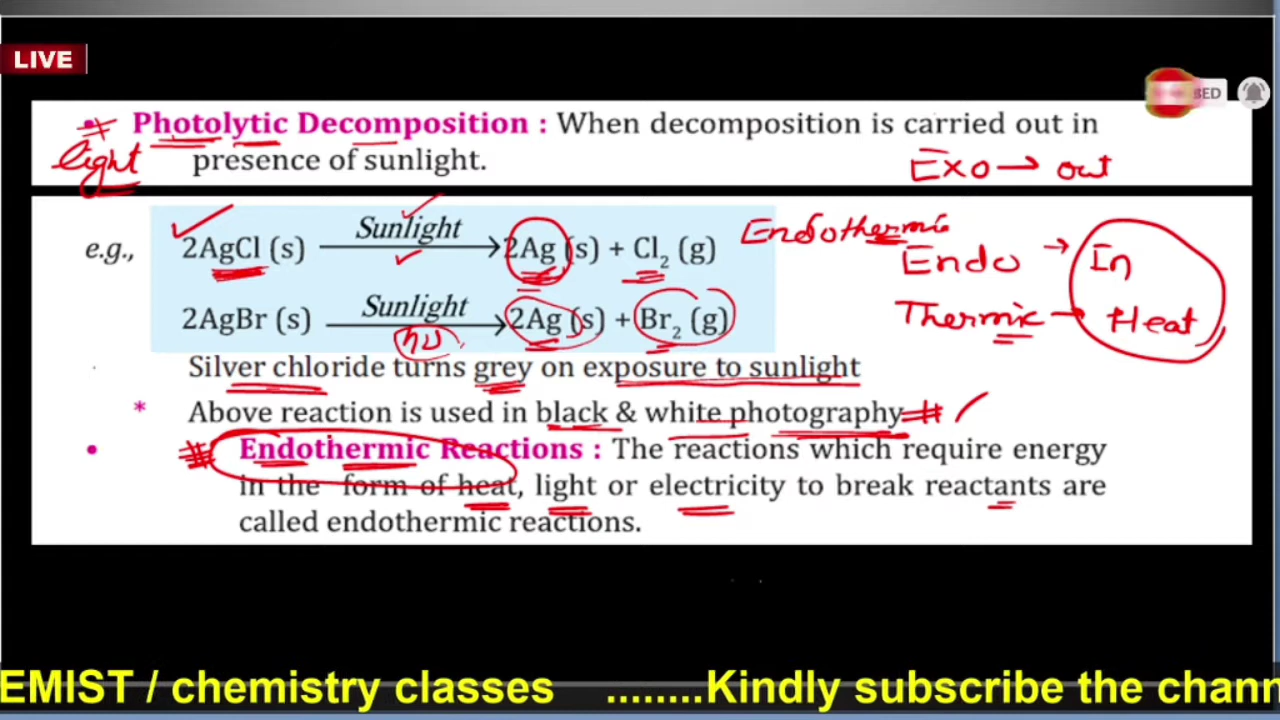 LIVE
BED
• Photolytic Decomposition : When decomposition is carried out in
light presence of sunlight.
Exo → out
e.g., 2AgCl (s) Sunlight → 2Ag (s) + Cl₂ (g)
Endothermic
Endo → In
2AgBr (s) Sunlight → 2Ag (s) + Br₂ (g)
hυ
Thermic → Heat
Silver chloride turns grey on exposure to sunlight
* Above reaction is used in black & white photography
• Endothermic Reactions : The reactions which require energy
in the form of heat, light or electricity to break reactants are
called endothermic reactions.
EMIST / chemistry classes ........Kindly subscribe the chann